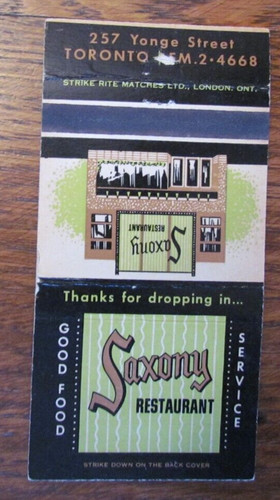 257 Yonge Street
TORONTO EM.2·4668
STRIKE RITE MATCHES LTD., LONDON, ONT.
Saxony
RESTAURANT
Thanks for dropping in...
GOOD FOOD
Saxony
RESTAURANT
SERVICE
STRIKE DOWN ON THE BACK COVER